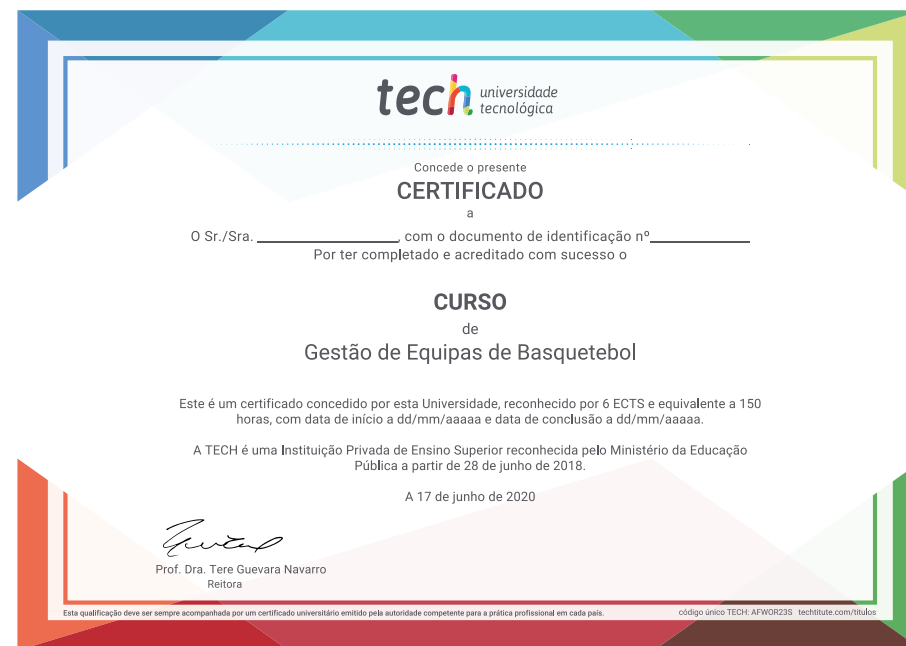 tech universidade
tecnológica
Concede o presente
CERTIFICADO
a
O Sr./Sra. ____________________, com o documento de identificação nº______________
Por ter completado e acreditado com sucesso o
CURSO
de
Gestão de Equipas de Basquetebol
Este é um certificado concedido por esta Universidade, reconhecido por 6 ECTS e equivalente a 150
horas, com data de início a dd/mm/aaaaa e data de conclusão a dd/mm/aaaaa.
A TECH é uma Instituição Privada de Ensino Superior reconhecida pelo Ministério da Educação
Pública a partir de 28 de junho de 2018.
A 17 de junho de 2020
Prof. Dra. Tere Guevara Navarro
Reitora
Esta qualificação deve ser sempre acompanhada por um certificado universitário emitido pela autoridade competente para a prática profissional em cada país.
código único TECH: AFWOR23S techtitute.com/titulos